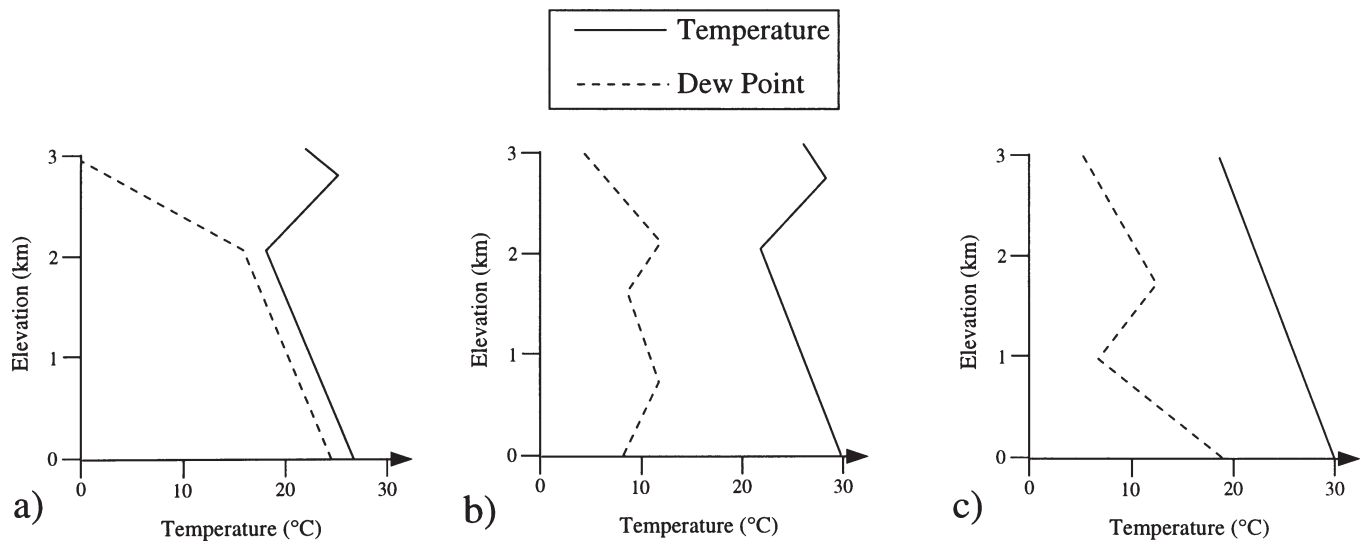 Temperature
Dew Point
3
2
1
0
Elevation (km)
0 10 20 30
Temperature (°C)
a)
3
2
1
0
Elevation (km)
0 10 20 30
Temperature (°C)
b)
3
2
1
0
Elevation (km)
0 10 20 30
Temperature (°C)
c)